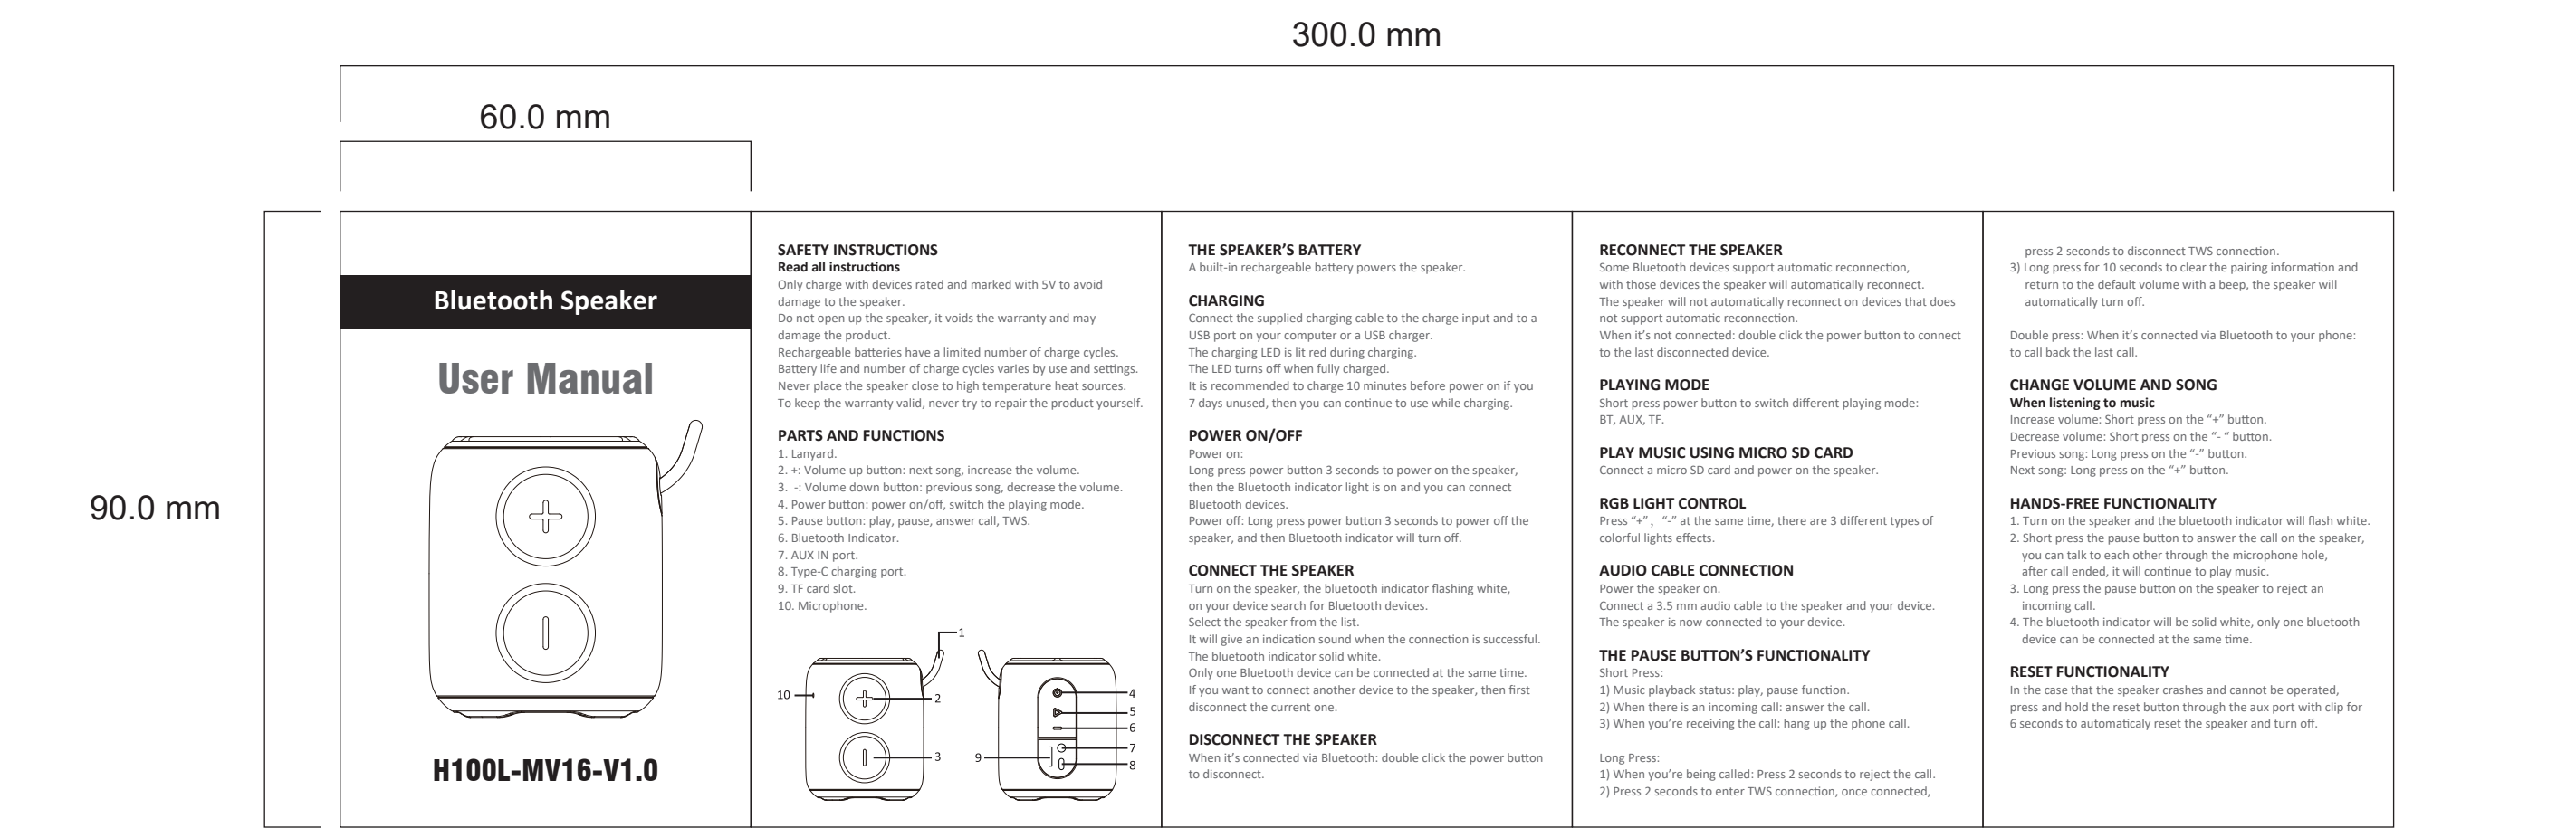 300.0 mm
60.0 mm
90.0 mm
Bluetooth Speaker
User Manual
H100L-MV16-V1.0
SAFETY INSTRUCTIONS
Read all instructions
Only charge with devices rated and marked with 5V to avoid
damage to the speaker.
Do not open up the speaker, it voids the warranty and may
damage the product.
Rechargeable batteries have a limited number of charge cycles.
Battery life and number of charge cycles varies by use and settings.
Never place the speaker close to high temperature heat sources.
To keep the warranty valid, never try to repair the product yourself.
PARTS AND FUNCTIONS
1. Lanyard.
2. +: Volume up button: next song, increase the volume.
3. -: Volume down button: previous song, decrease the volume.
4. Power button: power on/off, switch the playing mode.
5. Pause button: play, pause, answer call, TWS.
6. Bluetooth Indicator.
7. AUX IN port.
8. Type-C charging port.
9. TF card slot.
10. Microphone.
1
10
2
3
4
5
6
7
8
9
THE SPEAKER’S BATTERY
A built-in rechargeable battery powers the speaker.
CHARGING
Connect the supplied charging cable to the charge input and to a
USB port on your computer or a USB charger.
The charging LED is lit red during charging.
The LED turns off when fully charged.
It is recommended to charge 10 minutes before power on if you
7 days unused, then you can continue to use while charging.
POWER ON/OFF
Power on:
Long press power button 3 seconds to power on the speaker,
then the Bluetooth indicator light is on and you can connect
Bluetooth devices.
Power off: Long press power button 3 seconds to power off the
speaker, and then Bluetooth indicator will turn off.
CONNECT THE SPEAKER
Turn on the speaker, the bluetooth indicator flashing white,
on your device search for Bluetooth devices.
Select the speaker from the list.
It will give an indication sound when the connection is successful.
The bluetooth indicator solid white.
Only one Bluetooth device can be connected at the same time.
If you want to connect another device to the speaker, then first
disconnect the current one.
DISCONNECT THE SPEAKER
When it’s connected via Bluetooth: double click the power button
to disconnect.
RECONNECT THE SPEAKER
Some Bluetooth devices support automatic reconnection,
with those devices the speaker will automatically reconnect.
The speaker will not automatically reconnect on devices that does
not support automatic reconnection.
When it’s not connected: double click the power button to connect
to the last disconnected device.
PLAYING MODE
Short press power button to switch different playing mode:
BT, AUX, TF.
PLAY MUSIC USING MICRO SD CARD
Connect a micro SD card and power on the speaker.
RGB LIGHT CONTROL
Press “+”， “-” at the same time, there are 3 different types of
colorful lights effects.
AUDIO CABLE CONNECTION
Power the speaker on.
Connect a 3.5 mm audio cable to the speaker and your device.
The speaker is now connected to your device.
THE PAUSE BUTTON’S FUNCTIONALITY
Short Press:
1) Music playback status: play, pause function.
2) When there is an incoming call: answer the call.
3) When you’re receiving the call: hang up the phone call.
Long Press:
1) When you’re being called: Press 2 seconds to reject the call.
2) Press 2 seconds to enter TWS connection, once connected,
press 2 seconds to disconnect TWS connection.
3) Long press for 10 seconds to clear the pairing information and
return to the default volume with a beep, the speaker will
automatically turn off.
Double press: When it’s connected via Bluetooth to your phone:
to call back the last call.
CHANGE VOLUME AND SONG
When listening to music
Increase volume: Short press on the “+” button.
Decrease volume: Short press on the “- “ button.
Previous song: Long press on the “-” button.
Next song: Long press on the “+” button.
HANDS-FREE FUNCTIONALITY
1. Turn on the speaker and the bluetooth indicator will flash white.
2. Short press the pause button to answer the call on the speaker,
you can talk to each other through the microphone hole,
after call ended, it will continue to play music.
3. Long press the pause button on the speaker to reject an
incoming call.
4. The bluetooth indicator will be solid white, only one bluetooth
device can be connected at the same time.
RESET FUNCTIONALITY
In the case that the speaker crashes and cannot be operated,
press and hold the reset button through the aux port with clip for
6 seconds to automaticaly reset the speaker and turn off.